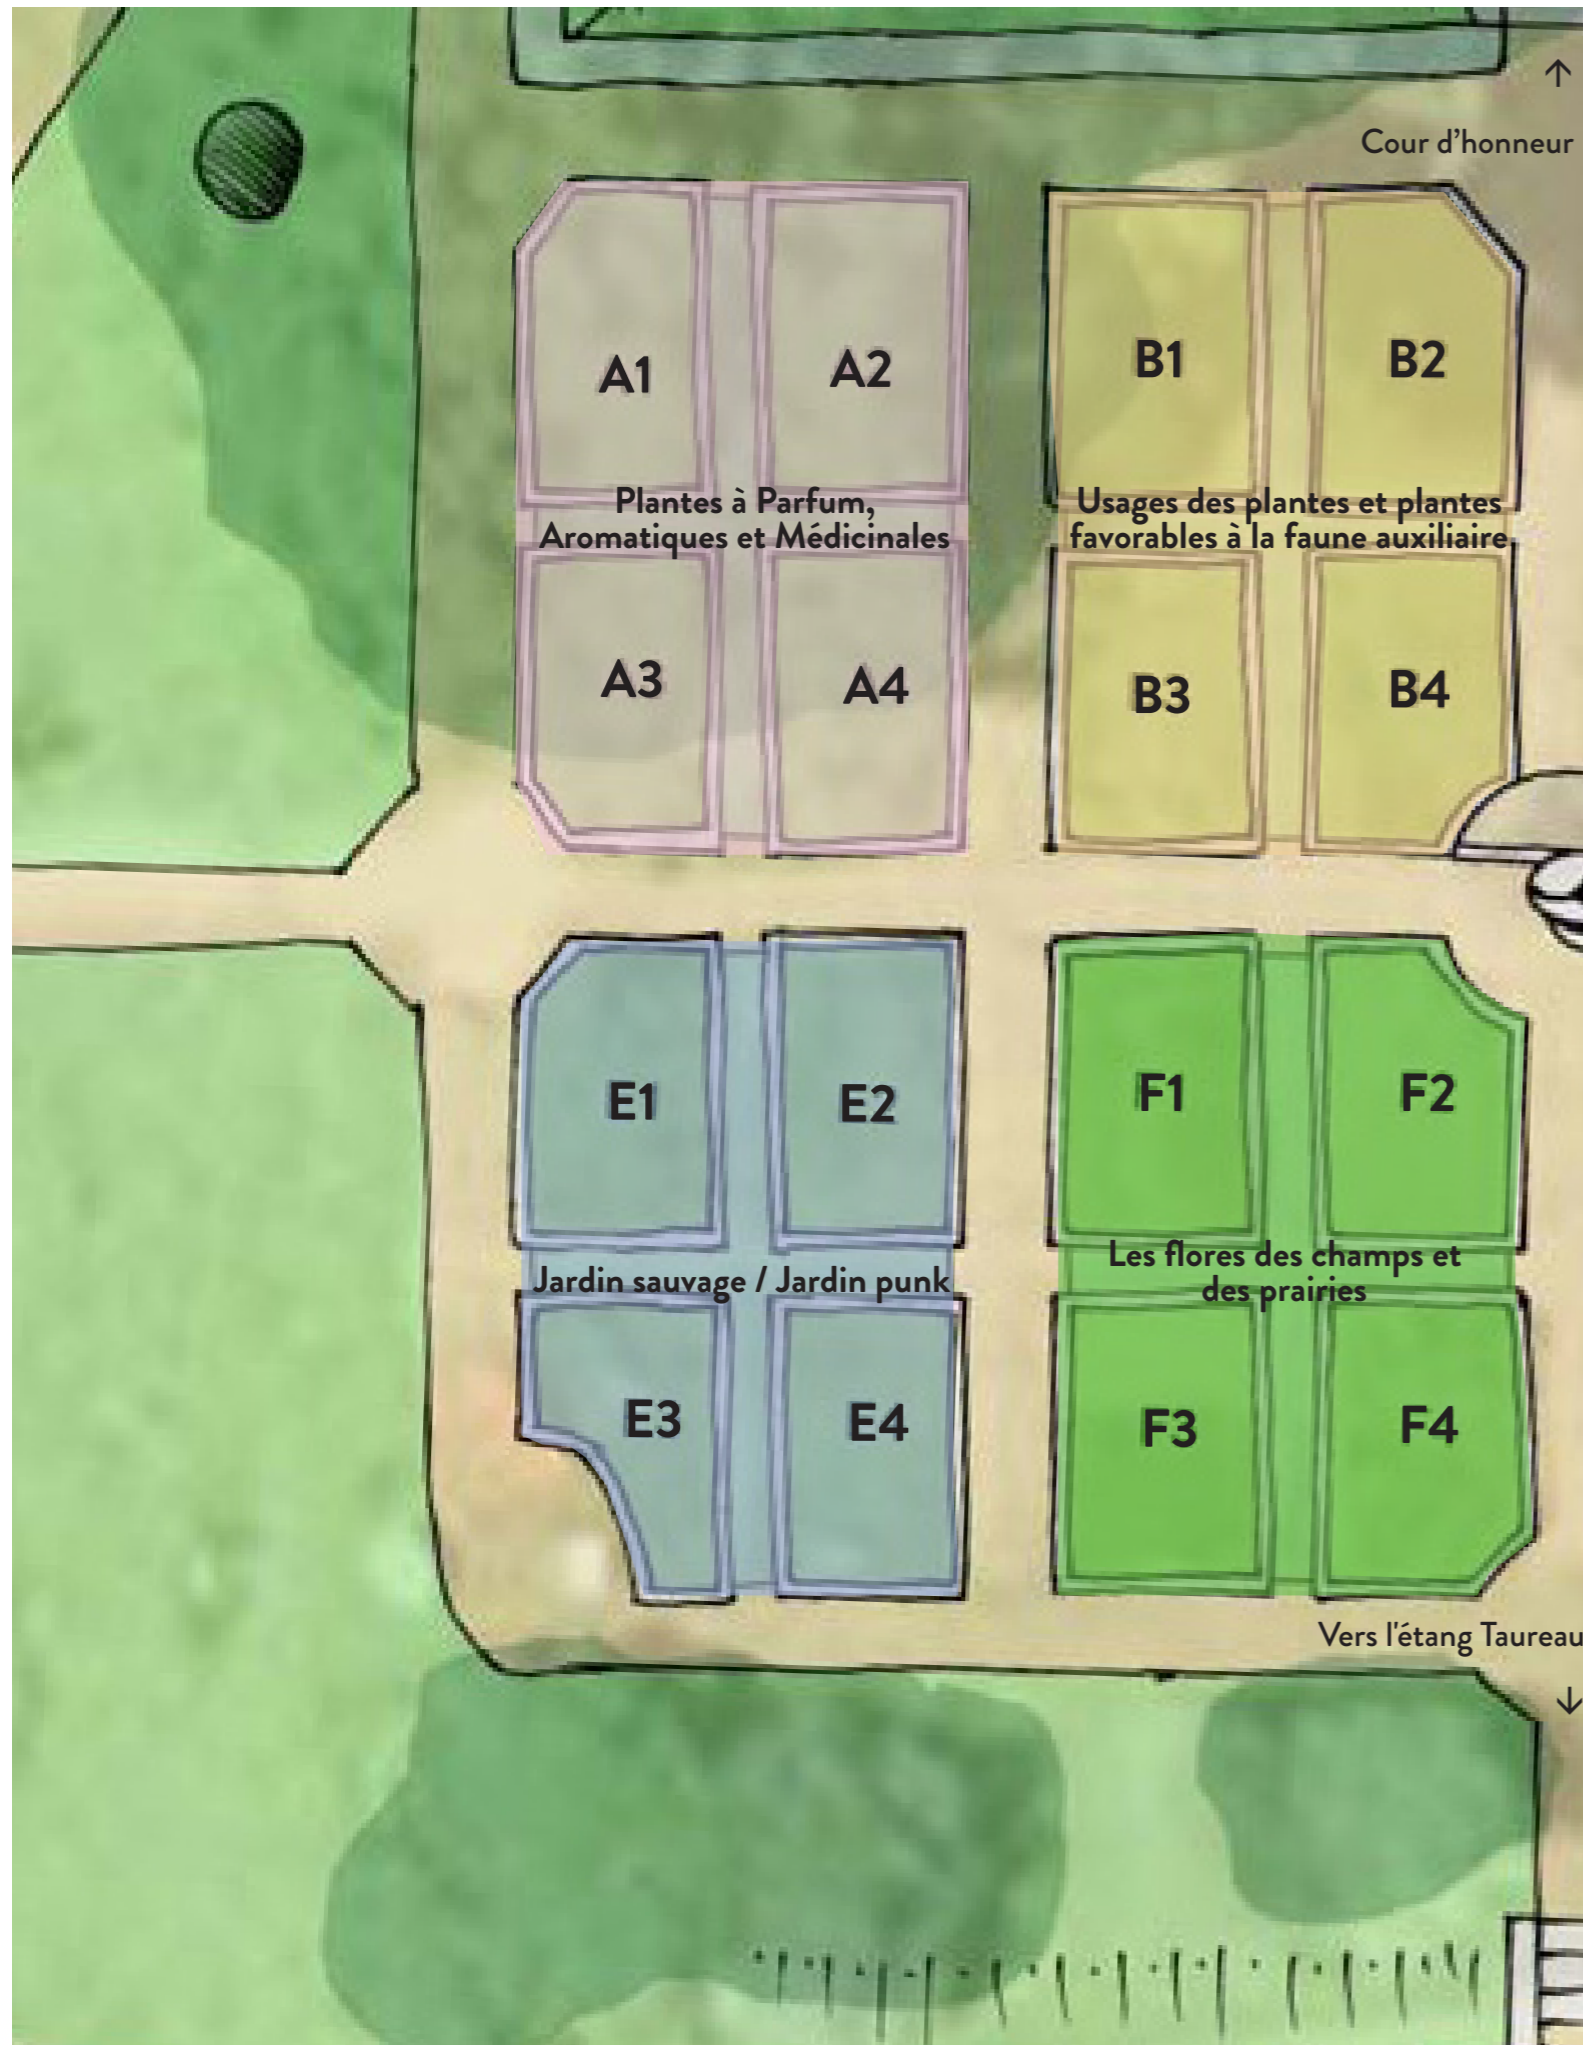 ↑
Cour d’honneur
A1
A2
B1
B2
Plantes à Parfum,
Aromatiques et Médicinales
Usages des plantes et plantes
favorables à la faune auxiliaire
A3
A4
B3
B4
E1
E2
F1
F2
Jardin sauvage / Jardin punk
Les flores des champs et
des prairies
E3
E4
F3
F4
Vers l'étang Taureau
↓